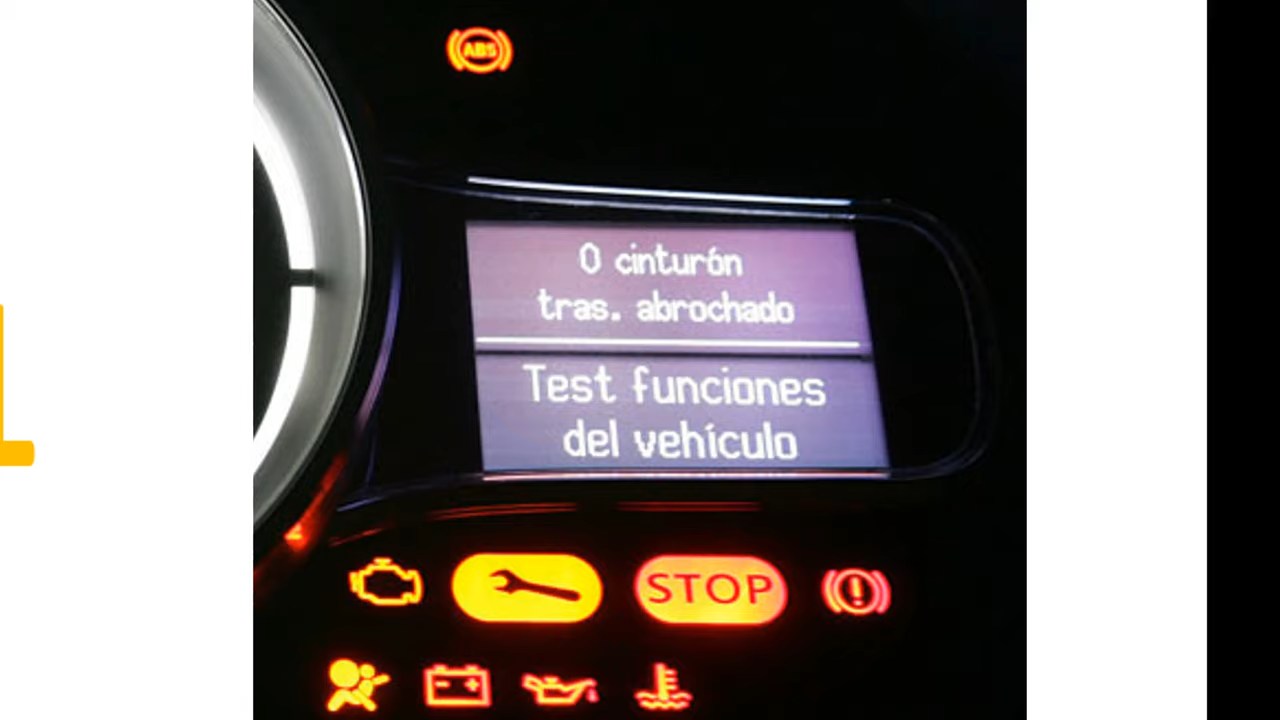 ABS
0 cinturón
tras. abrochado
Test funciones
del vehículo
STOP